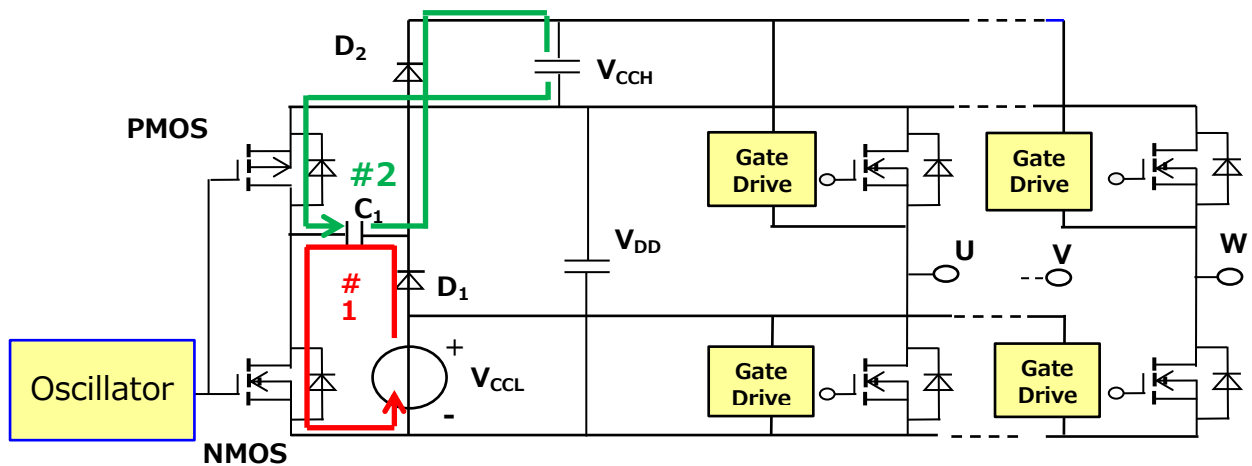 D2
VCCH
PMOS
Gate
Drive
Gate
Drive
#2
C1
VDD
U
V
W
#
1
D1
+
VCCL
-
Oscillator
Gate
Drive
Gate
Drive
NMOS